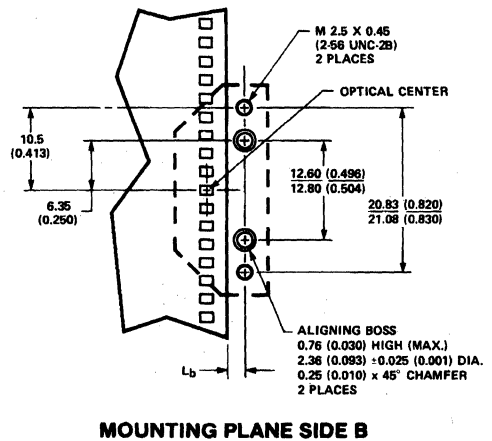 M 2.5 X 0.45
(2-56 UNC-2B)
2 PLACES
OPTICAL CENTER
10.5
(0.413)
6.35
(0.250)
12.60 (0.496)
12.80 (0.504)
20.83 (0.820)
21.08 (0.830)
ALIGNING BOSS
0.76 (0.030) HIGH (MAX.)
2.36 (0.093) ±0.025 (0.001) DIA.
0.25 (0.010) x 45° CHAMFER
2 PLACES
Lb
MOUNTING PLANE SIDE B